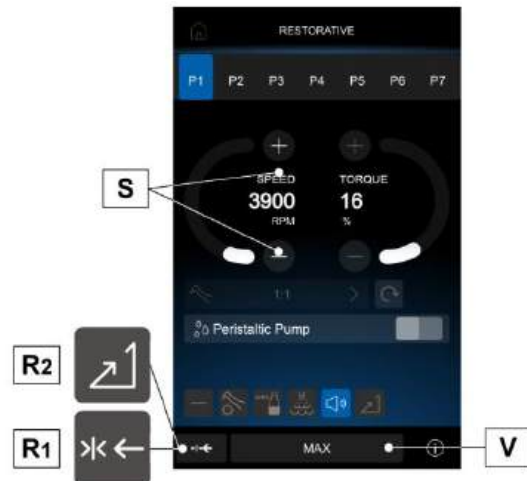 RESTORATIVE
P1 P2 P3 P4 P5 P6 P7
S
SPEED TORQUE
3900 16
RPM %
1:1
Peristaltic Pump
R2
R1
MAX
V